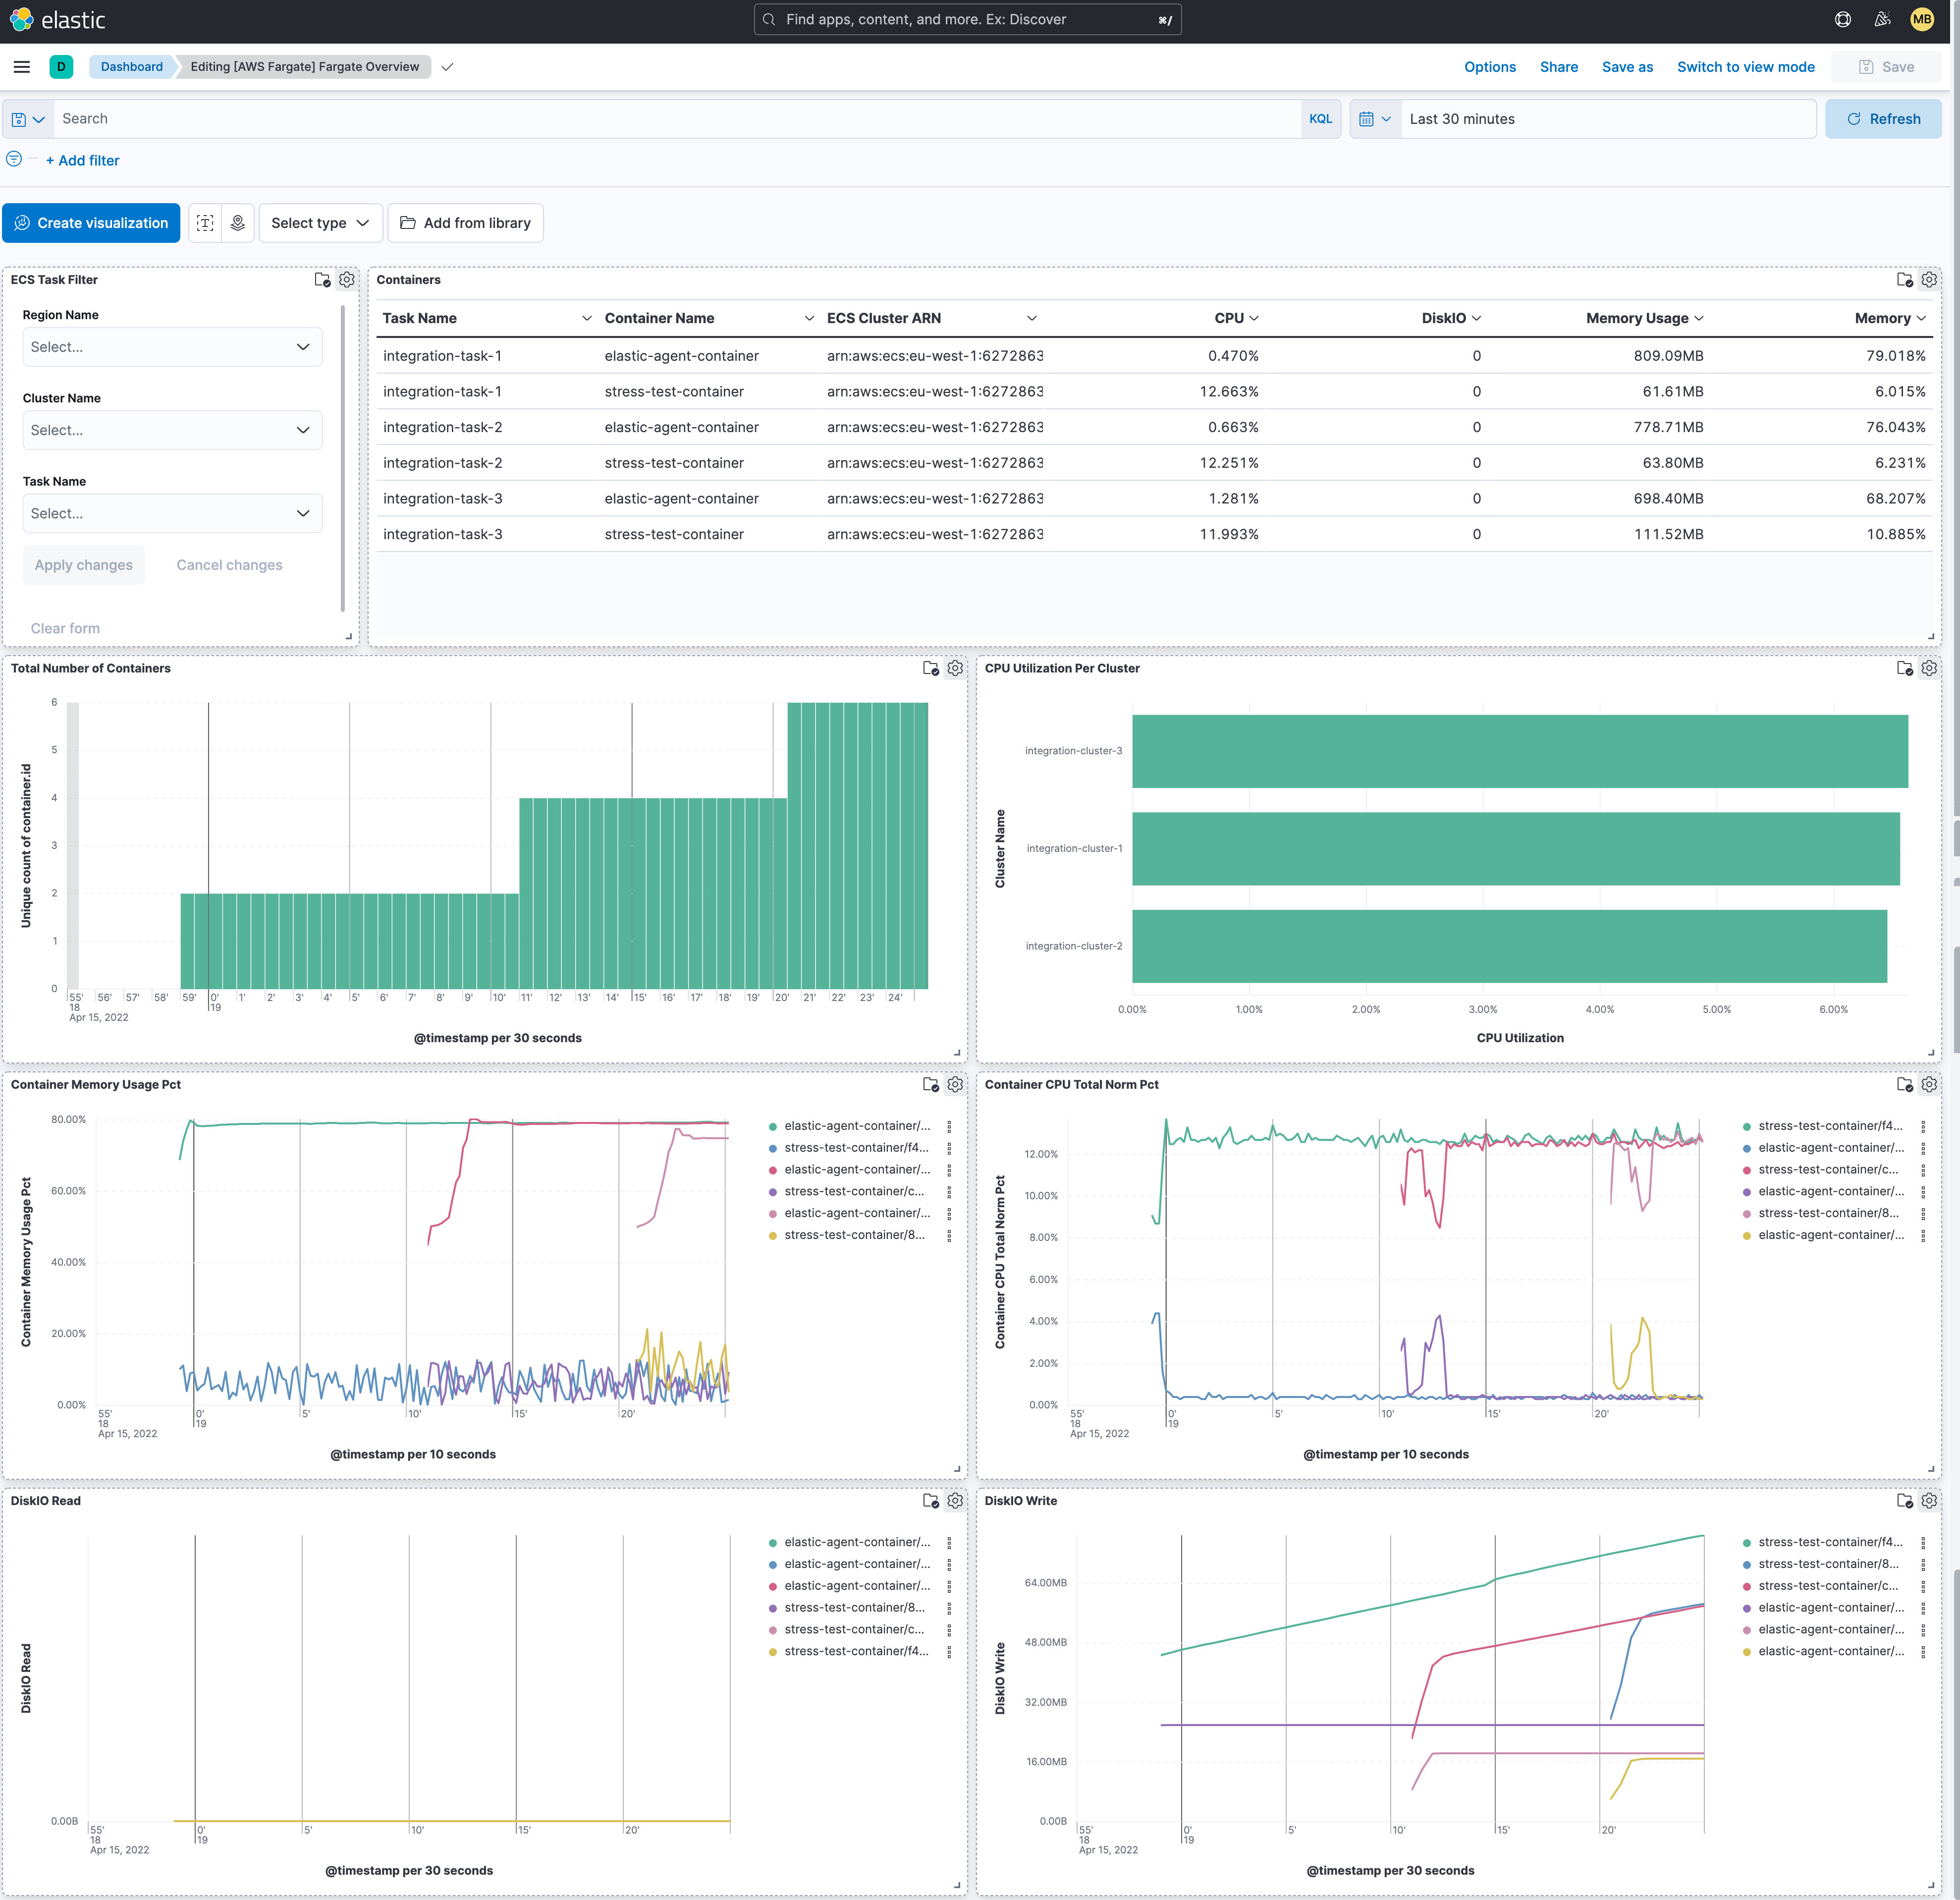 elastic
Find apps, content, and more. Ex: Discover
⌘/
MB
D
Dashboard
Editing [AWS Fargate] Fargate Overview
Options
Share
Save as
Switch to view mode
Save
Search
KQL
Last 30 minutes
Refresh
+ Add filter
Create visualization
Select type
Add from library
ECS Task Filter
Region Name
Select...
Cluster Name
Select...
Task Name
Select...
Apply changes
Cancel changes
Clear form
Containers
Task Name Container Name ECS Cluster ARN CPU DiskIO Memory Usage Memory
integration-task-1 elastic-agent-container arn:aws:ecs:eu-west-1:6272863 0.470% 0 809.09MB 79.018%
integration-task-1 stress-test-container arn:aws:ecs:eu-west-1:6272863 12.663% 0 61.61MB 6.015%
integration-task-2 elastic-agent-container arn:aws:ecs:eu-west-1:6272863 0.663% 0 778.71MB 76.043%
integration-task-2 stress-test-container arn:aws:ecs:eu-west-1:6272863 12.251% 0 63.80MB 6.231%
integration-task-3 elastic-agent-container arn:aws:ecs:eu-west-1:6272863 1.281% 0 698.40MB 68.207%
integration-task-3 stress-test-container arn:aws:ecs:eu-west-1:6272863 11.993% 0 111.52MB 10.885%
Total Number of Containers
Unique count of container.id
6
5
4
3
2
1
0
55' 56' 57' 58' 59' 0' 1' 2' 3' 4' 5' 6' 7' 8' 9' 10' 11' 12' 13' 14' 15' 16' 17' 18' 19' 20' 21' 22' 23' 24'
18 19
Apr 15, 2022
@timestamp per 30 seconds
CPU Utilization Per Cluster
Cluster Name
integration-cluster-3
integration-cluster-1
integration-cluster-2
0.00% 1.00% 2.00% 3.00% 4.00% 5.00% 6.00%
CPU Utilization
Container Memory Usage Pct
Container Memory Usage Pct
80.00%
60.00%
40.00%
20.00%
0.00%
55' 0' 5' 10' 15' 20'
18 19
Apr 15, 2022
@timestamp per 10 seconds
elastic-agent-container/...
stress-test-container/f4...
elastic-agent-container/...
stress-test-container/c...
elastic-agent-container/...
stress-test-container/8...
Container CPU Total Norm Pct
Container CPU Total Norm Pct
12.00%
10.00%
8.00%
6.00%
4.00%
2.00%
0.00%
55' 0' 5' 10' 15' 20'
18 19
Apr 15, 2022
@timestamp per 10 seconds
stress-test-container/f4...
elastic-agent-container/...
stress-test-container/c...
elastic-agent-container/...
stress-test-container/8...
elastic-agent-container/...
DiskIO Read
DiskIO Read
0.00B
55' 0' 5' 10' 15' 20'
18 19
Apr 15, 2022
@timestamp per 30 seconds
elastic-agent-container/...
elastic-agent-container/...
elastic-agent-container/...
stress-test-container/8...
stress-test-container/c...
stress-test-container/f4...
DiskIO Write
DiskIO Write
64.00MB
48.00MB
32.00MB
16.00MB
0.00B
55' 0' 5' 10' 15' 20'
18 19
Apr 15, 2022
@timestamp per 30 seconds
stress-test-container/f4...
stress-test-container/8...
stress-test-container/c...
elastic-agent-container/...
elastic-agent-container/...
elastic-agent-container/...